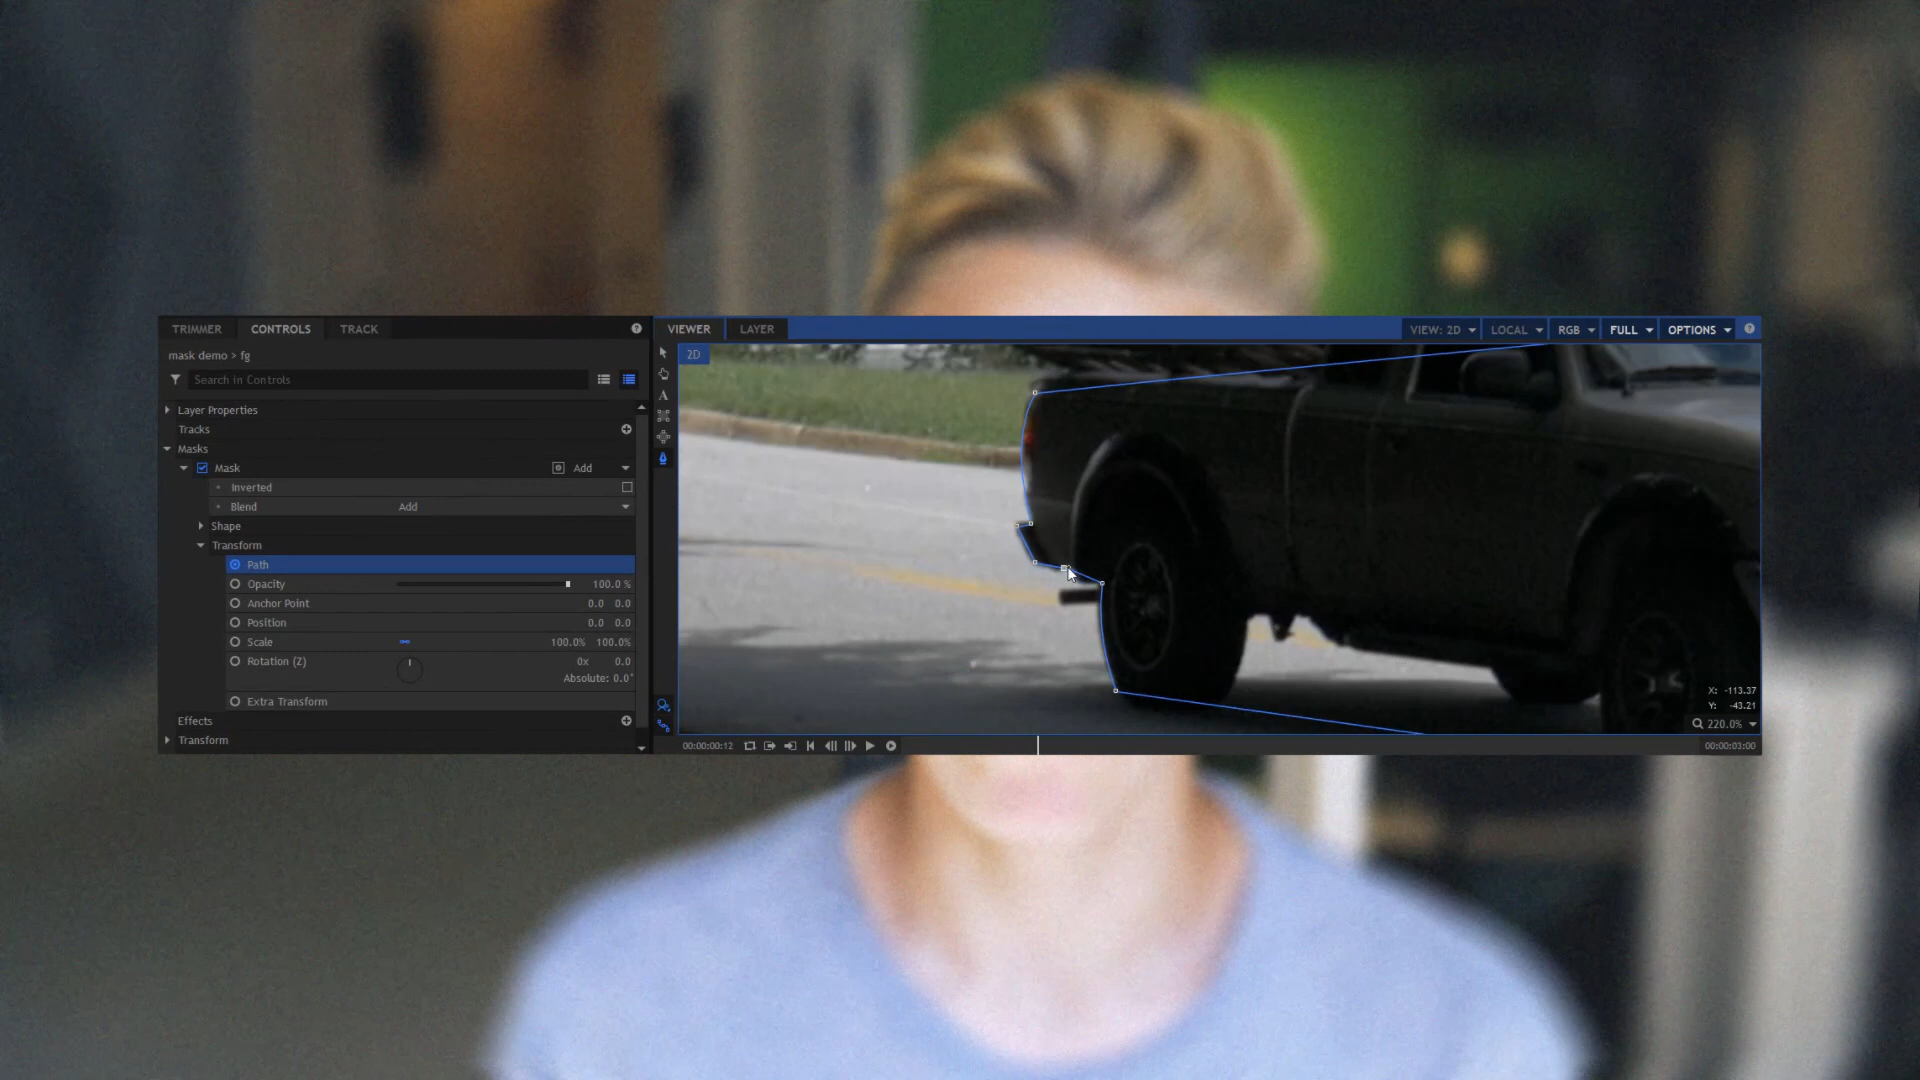 TRIMMER CONTROLS TRACK
mask demo > fg
Search in Controls
Layer Properties
Tracks
Masks
Mask Add
Inverted
Blend Add
Shape
Transform
Path
Opacity 100.0 %
Anchor Point 0.0 0.0
Position 0.0 0.0
Scale 100.0% 100.0%
Rotation (Z) 0x 0.0
Absolute: 0.0°
Extra Transform
Effects
Transform
VIEWER LAYER VIEW: 2D LOCAL RGB FULL OPTIONS
2D
X: -113.37
Y: -43.21
220.0%
00:00:00:12 00:00:03:00